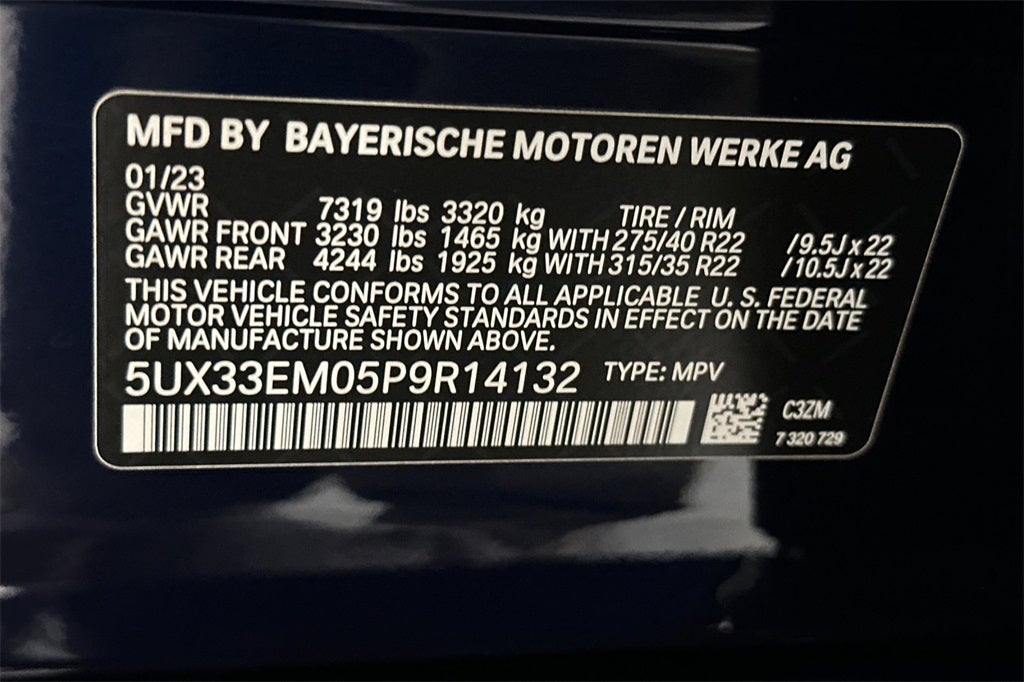 MFD BY BAYERISCHE MOTOREN WERKE AG
01/23
GVWR 7319 lbs 3320 kg TIRE / RIM
GAWR FRONT 3230 lbs 1465 kg WITH 275/40 R22 /9.5J x 22
GAWR REAR 4244 lbs 1925 kg WITH 315/35 R22 /10.5J x 22
THIS VEHICLE CONFORMS TO ALL APPLICABLE U. S. FEDERAL
MOTOR VEHICLE SAFETY STANDARDS IN EFFECT ON THE DATE
OF MANUFACTURE SHOWN ABOVE.
5UX33EM05P9R14132 TYPE: MPV
C3ZM
7 320 729